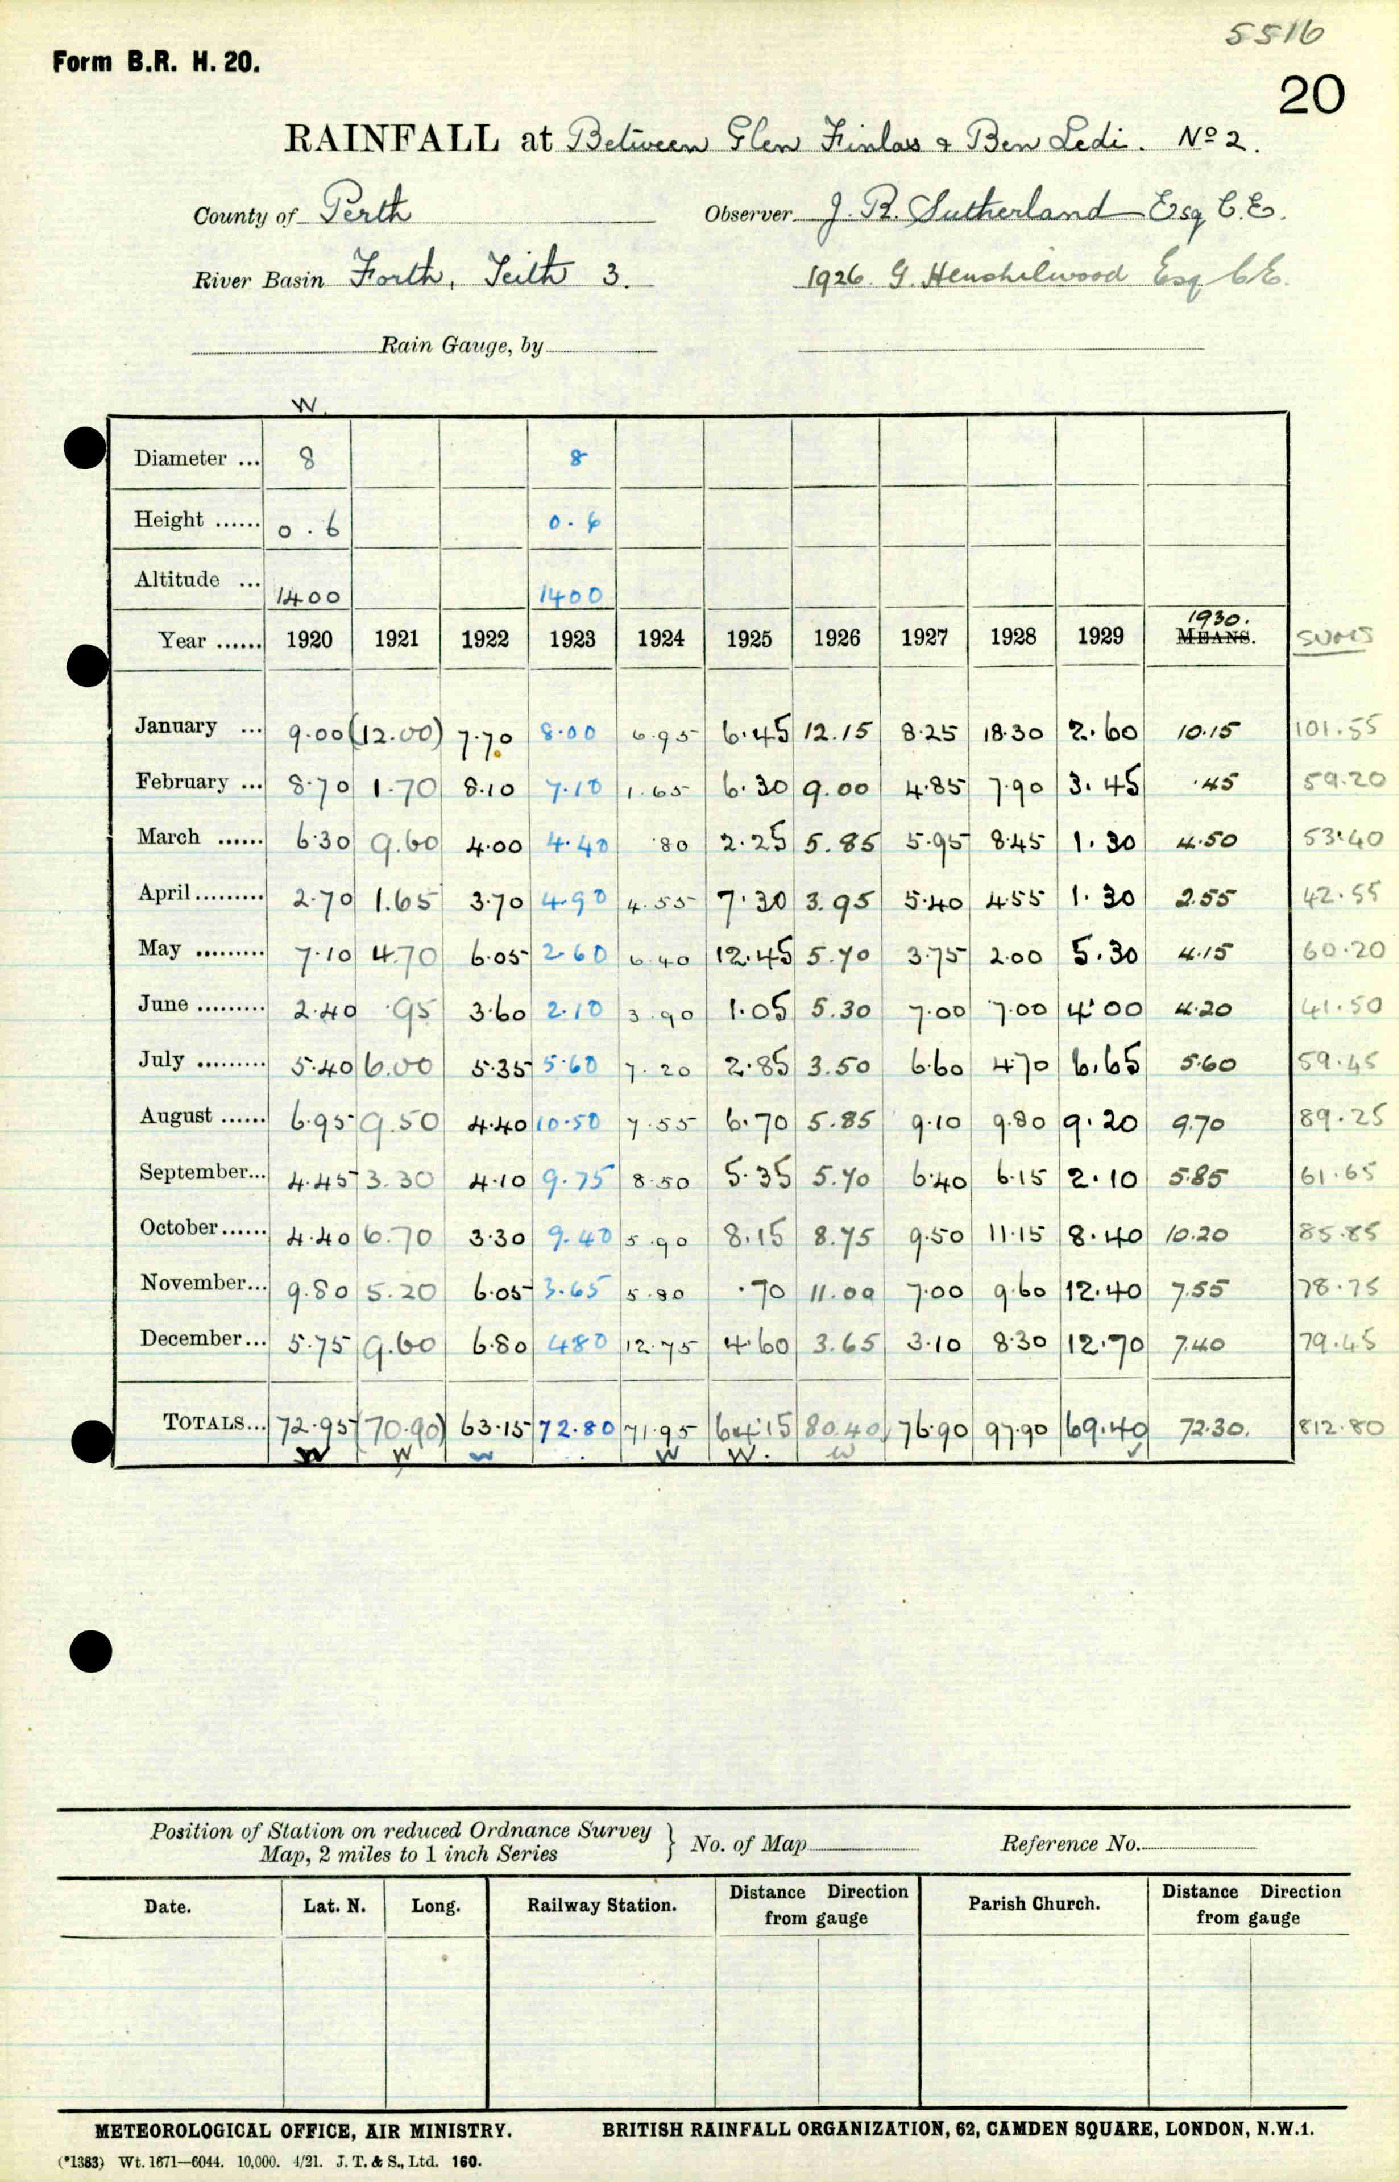 5516
Form B.R. H. 20.
20
RAINFALL at Between Glen Finlas & Ben Ledi. No 2.
County of Perth Observer J. R. Sutherland Esq C.E.
River Basin Forth, Teith 3. 1926. G. Henshilwood Esq C.E.
Rain Gauge, by
W.
Diameter ... 8 8
Height ...... 0.6 0.6
Altitude ... 1400 1400
Year ...... 1920 1921 1922 1923 1924 1925 1926 1927 1928 1929 1930. MEANS. SUMS
January ... 9.00 (12.00) 7.70 8.00 6.95 6.45 12.15 8.25 18.30 2.60 10.15 101.55
February ... 8.70 1.70 8.10 7.10 1.65 6.30 9.00 4.85 7.90 3.45 .45 59.20
March ...... 6.30 9.60 4.00 4.40 .80 2.25 5.85 5.95 8.45 1.30 4.50 53.40
April ......... 2.70 1.65 3.70 4.90 4.55 7.30 3.95 5.40 4.55 1.30 2.55 42.55
May ......... 7.10 4.70 6.05 2.60 6.40 12.45 5.70 3.75 2.00 5.30 4.15 60.20
June ......... 2.40 .95 3.60 2.10 3.90 1.05 5.30 7.00 7.00 4.00 4.20 41.50
July ......... 5.40 6.00 5.35 5.60 7.20 2.85 3.50 6.60 4.70 6.65 5.60 59.45
August ...... 6.95 9.50 4.40 10.50 7.55 6.70 5.85 9.10 9.80 9.20 9.70 89.25
September... 4.45 3.30 4.10 9.75 8.50 5.35 5.70 6.40 6.15 2.10 5.85 61.65
October...... 4.40 6.70 3.30 9.40 5.90 8.15 8.75 9.50 11.15 8.40 10.20 85.85
November... 9.80 5.20 6.05 3.65 5.80 .70 11.00 7.00 9.60 12.40 7.55 78.75
December... 5.75 9.60 6.80 4.80 12.75 4.60 3.65 3.10 8.30 12.70 7.40 79.45
TOTALS... 72.95 (70.90) 63.15 72.80 71.95 64.15 80.40 76.90 97.90 69.40 72.30. 812.80
W W W W W. W
Position of Station on reduced Ordnance Survey Map, 2 miles to 1 inch Series } No. of Map Reference No.
Date. Lat. N. Long. Railway Station. Distance Direction from gauge Parish Church. Distance Direction from gauge
METEOROLOGICAL OFFICE, AIR MINISTRY. BRITISH RAINFALL ORGANIZATION, 62, CAMDEN SQUARE, LONDON, N.W.1.
(*1383) Wt. 1671—6044. 10,000. 4/21. J. T. & S., Ltd. 160.